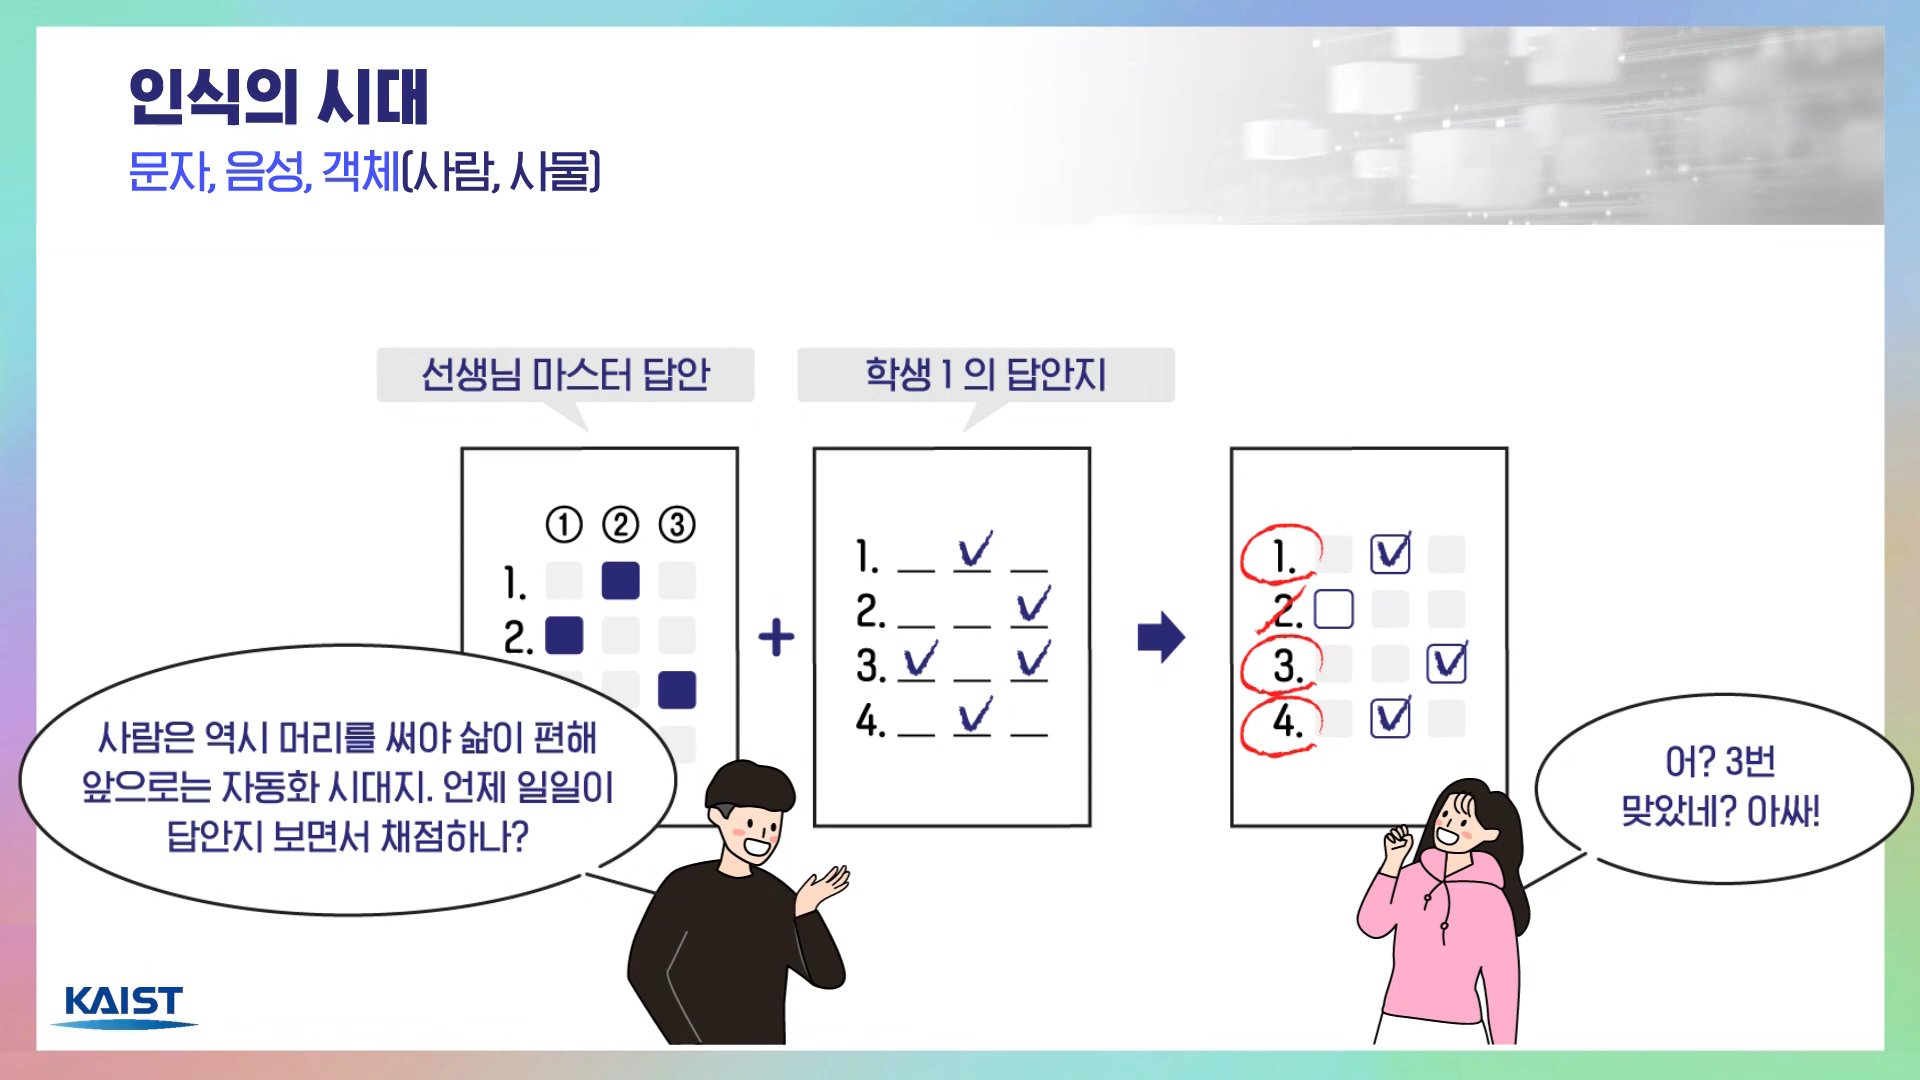 인식의 시대
문자, 음성, 객체(사람, 사물)
선생님 마스터 답안
학생 1 의 답안지
① ② ③
1.
2.
1.
2.
3.
4.
1.
2.
3.
4.
사람은 역시 머리를 써야 삶이 편해
앞으로는 자동화 시대지. 언제 일일이
답안지 보면서 채점하나?
어? 3번
맞았네? 아싸!
KAIST